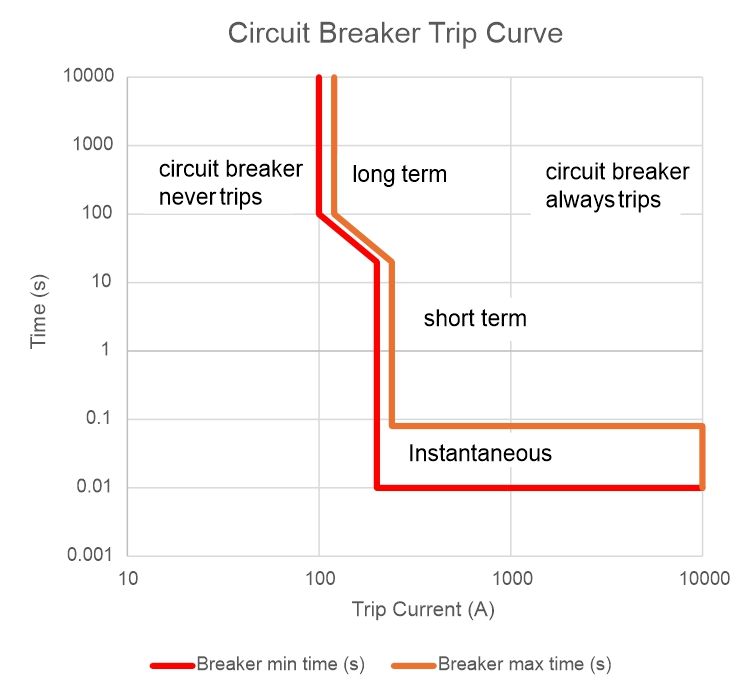 Circuit Breaker Trip Curve
10000
1000
100
10
1
0.1
0.01
0.001
Time (s)
circuit breaker
never trips
long term
circuit breaker
always trips
short term
Instantaneous
10
100
1000
10000
Trip Current (A)
Breaker min time (s)
Breaker max time (s)